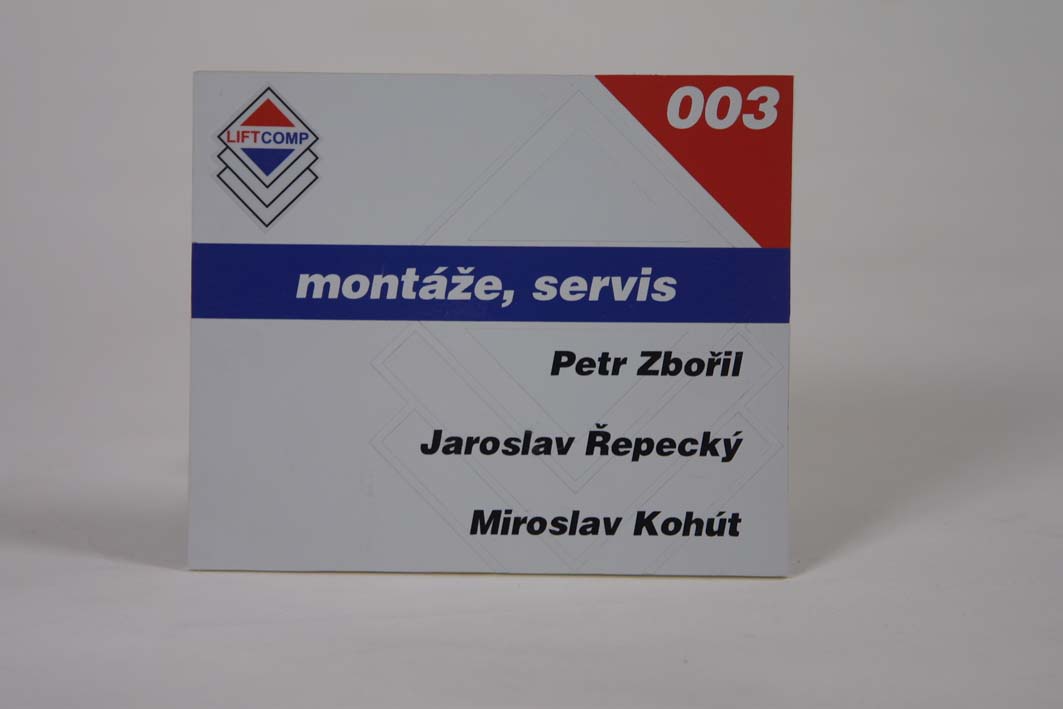 003
LIFTCOMP
montáže, servis
Petr Zbořil
Jaroslav Řepecký
Miroslav Kohút